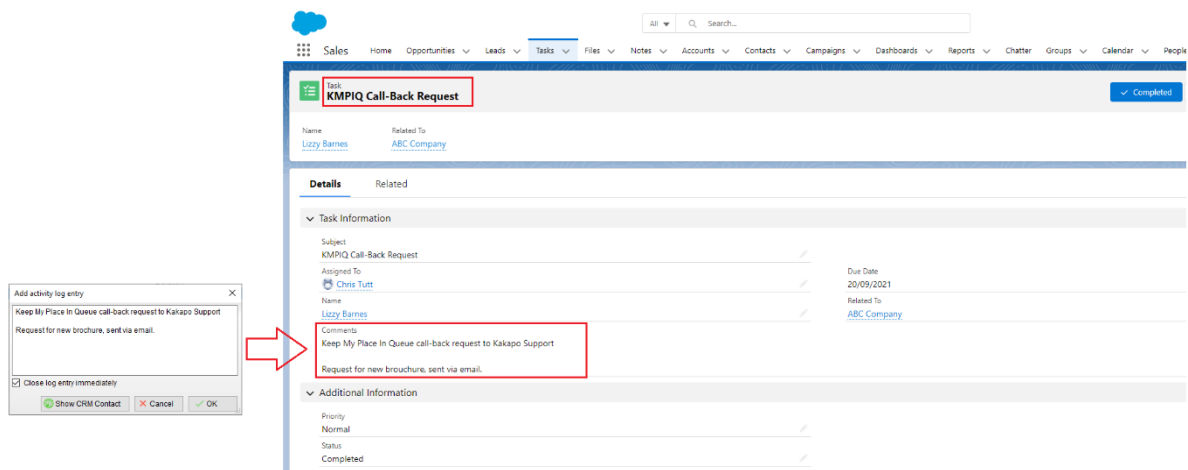 All
Search...
Sales Home Opportunities Leads Tasks Files Notes Accounts Contacts Campaigns Dashboards Reports Chatter Groups Calendar People
Task
KMPIQ Call-Back Request
Completed
Name Related To
Lizzy Barnes ABC Company
Details Related
Task Information
Subject
KMPIQ Call-Back Request
Assigned To Due Date
Chris Tutt 20/09/2021
Name Related To
Lizzy Barnes ABC Company
Comments
Keep My Place In Queue call-back request to Kakapo Support
Request for new brouchure, sent via email.
Additional Information
Priority
Normal
Status
Completed
Add activity log entry
Keep My Place In Queue call-back request to Kakapo Support
Request for new brochure, sent via email.
Close log entry immediately
Show CRM Contact Cancel OK